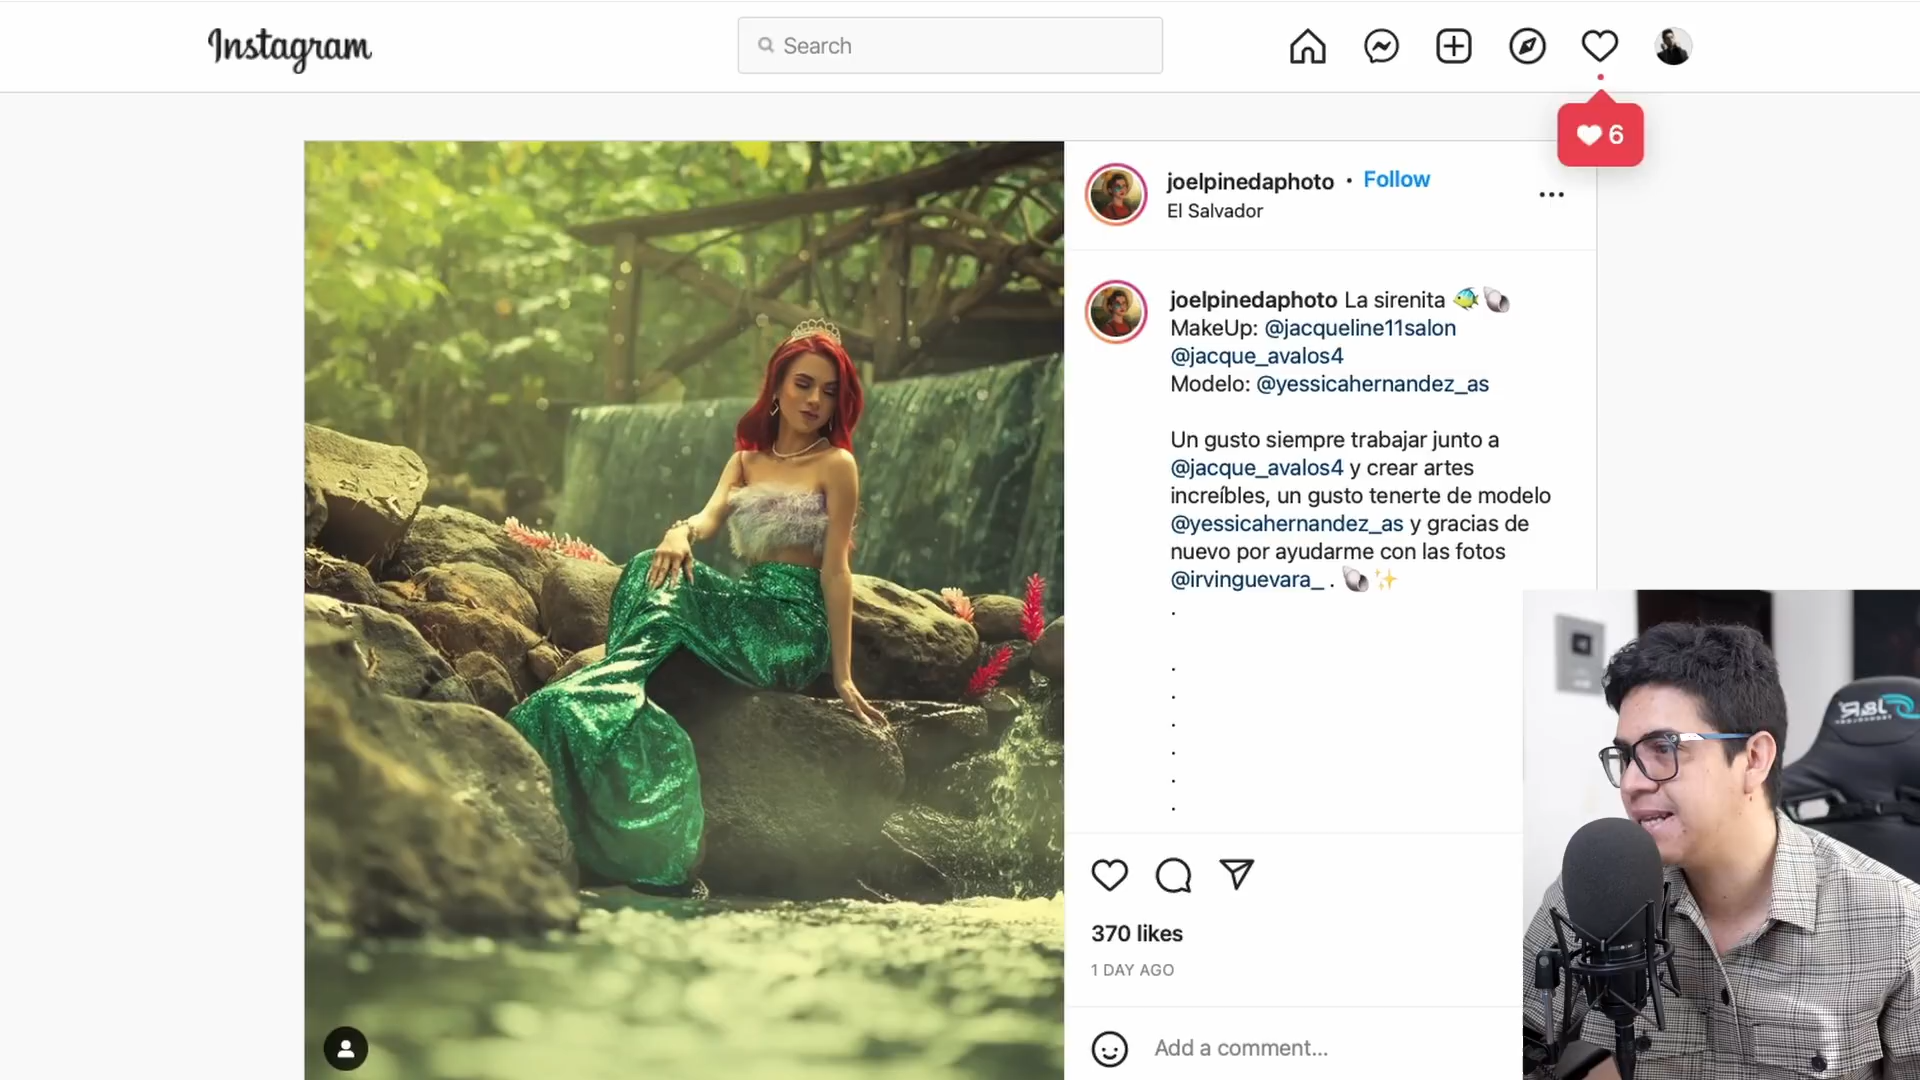 Instagram
Search
6
joelpinedaphoto • Follow
El Salvador
joelpinedaphoto La sirenita 🐠🐚
MakeUp: @jacqueline11salon
@jacque_avalos4
Modelo: @yessicahernandez_as
Un gusto siempre trabajar junto a
@jacque_avalos4 y crear artes
increíbles, un gusto tenerte de modelo
@yessicahernandez_as y gracias de
nuevo por ayudarme con las fotos
@irvinguevara_ . 🐚✨
.
.
.
.
.
.
.
370 likes
1 DAY AGO
Add a comment...